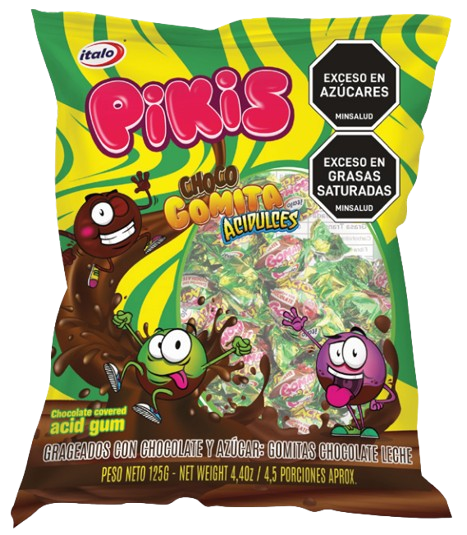 italo
PiKiS
EXCESO EN
AZÚCARES
MINSALUD
EXCESO EN
GRASAS
SATURADAS
MINSALUD
CHOCO
GOMITA
ACIDULCES
Chocolate covered
acid gum
GRAGEADOS CON CHOCOLATE Y AZÚCAR: GOMITAS CHOCOLATE LECHE
PESO NETO 125G - NET WEIGHT 4,40Z / 4,5 PORCIONES APROX.